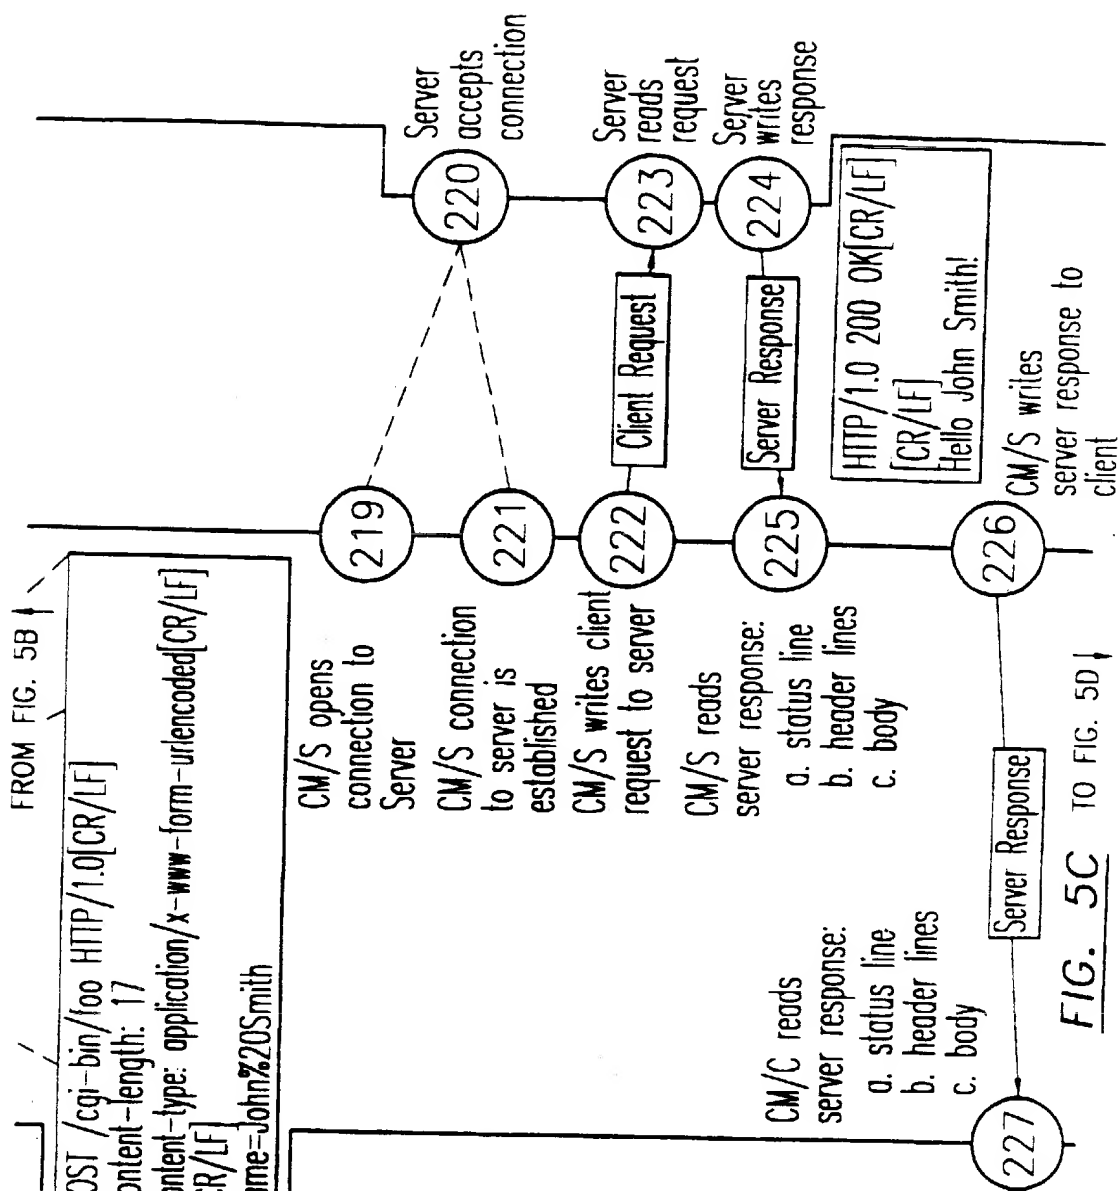 FROM FIG. 5B
OST /cgi-bin/foo HTTP/1.0[CR/LF]
ontent-length: 17
ontent-type: application/x-www-form-urlencoded[CR/LF]
CR/LF]
ame=John%20Smith
219
CM/S opens
connection to
Server
220
Server
accepts
connection
221
CM/S connection
to server is
established
222
CM/S writes client
request to server
Client Request
223
Server
reads
request
224
Server
writes
response
Server Response
225
CM/S reads
server response:
a. status line
b. header lines
c. body
HTTP/1.0 200 OK[CR/LF]
[CR/LF]
Hello John Smith!
226
CM/S writes
server response to
client
Server Response
227
CM/C reads
server response:
a. status line
b. header lines
c. body
FIG. 5C TO FIG. 5D